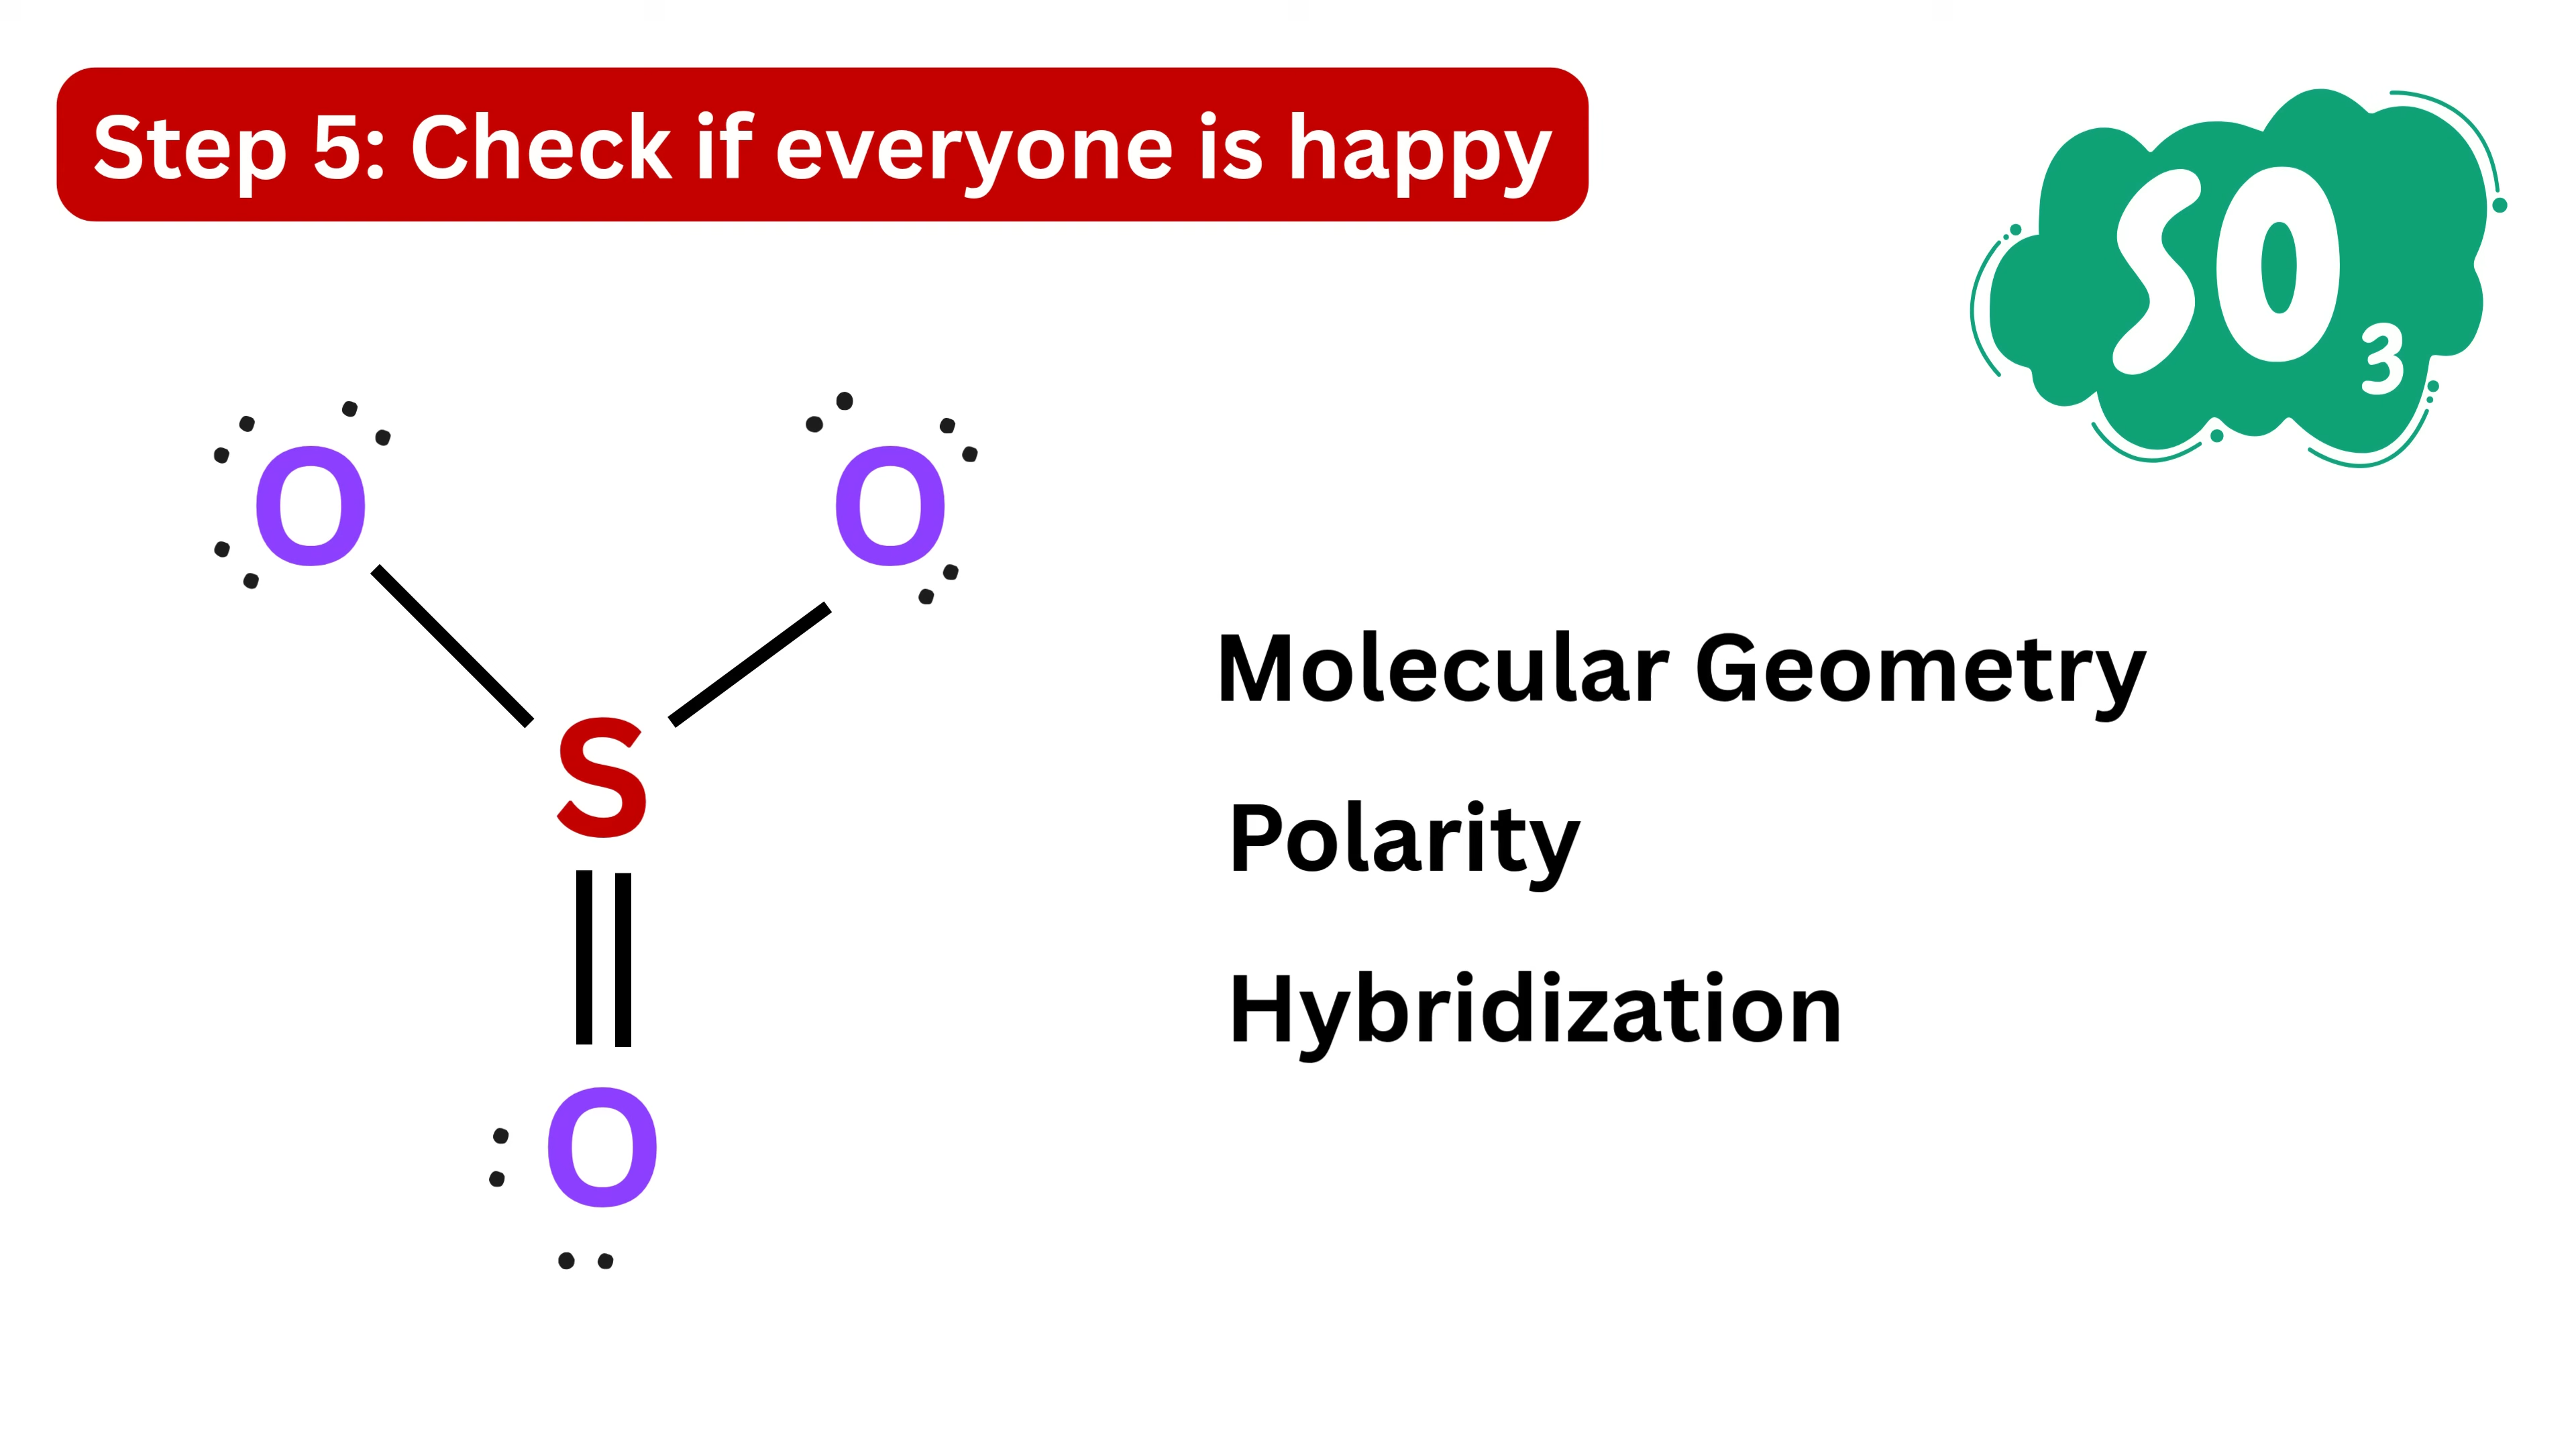 Step 5: Check if everyone is happy
SO3
O O
S
O
Molecular Geometry
Polarity
Hybridization